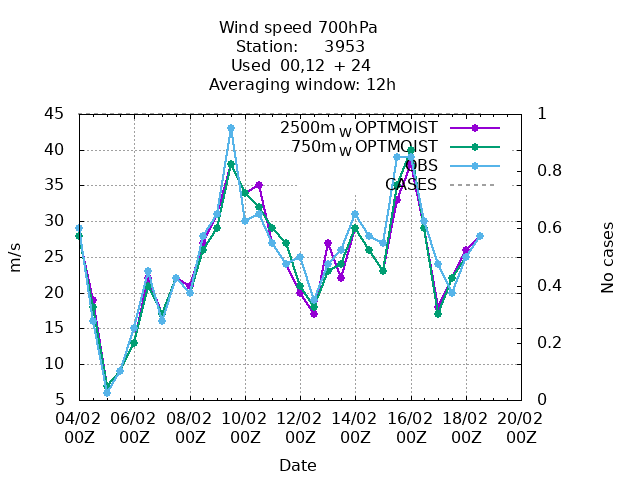 Wind speed 700hPa
Station: 3953
Used 00,12 + 24
Averaging window: 12h
2500m W OPTMOIST
750m W OPTMOIST
OBS
CASES
45
40
35
30
25
20
15
10
5
m/s
1
0.8
0.6
0.4
0.2
0
No cases
04/02 06/02 08/02 10/02 12/02 14/02 16/02 18/02 20/02
00Z 00Z 00Z 00Z 00Z 00Z 00Z 00Z 00Z
Date